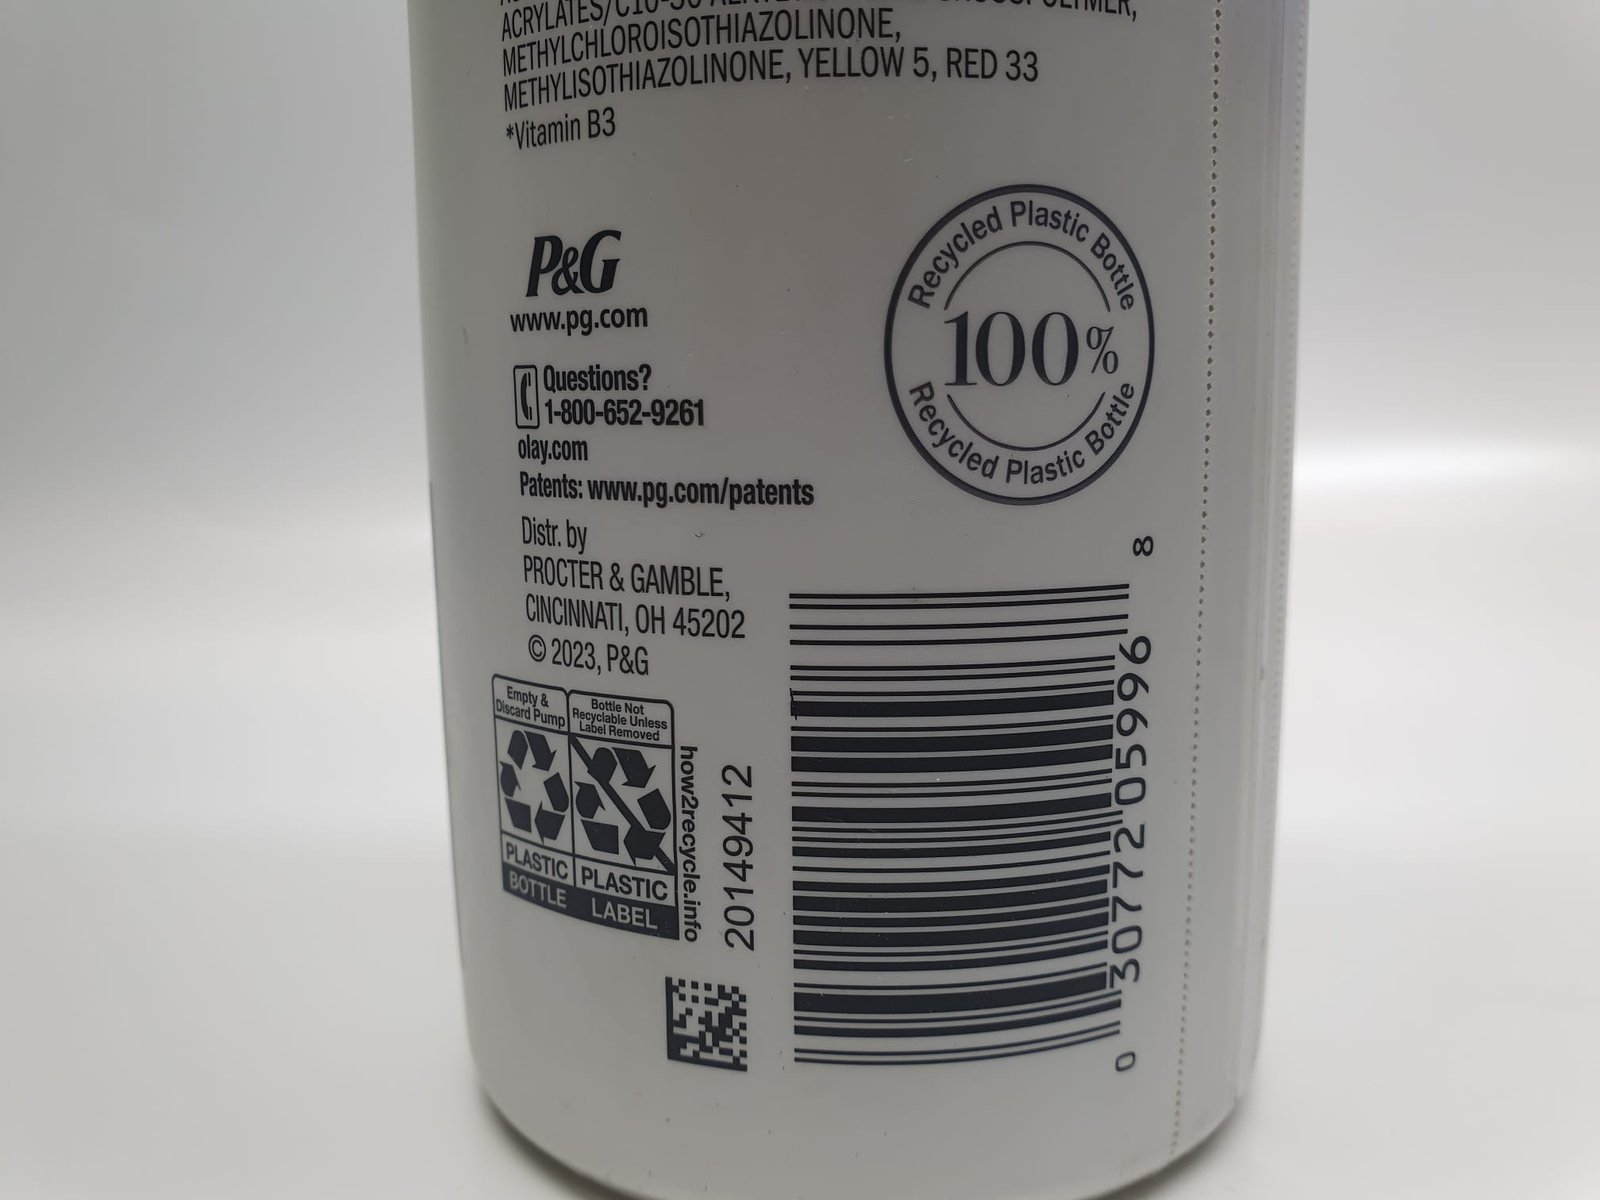 METHYLCHLOROISOTHIAZOLINONE,
METHYLISOTHIAZOLINONE, YELLOW 5, RED 33
*Vitamin B3
P&G
www.pg.com
Questions?
1-800-652-9261
olay.com
Patents: www.pg.com/patents
Distr. by
PROCTER & GAMBLE,
CINCINNATI, OH 45202
© 2023, P&G
Recycled Plastic Bottle
100%
Recycled Plastic Bottle
Empty &
Discard Pump
Bottle Not
Recyclable Unless
Label Removed
PLASTIC
BOTTLE
PLASTIC
LABEL
how2recycle.info
20149412
0 30772 05996 8